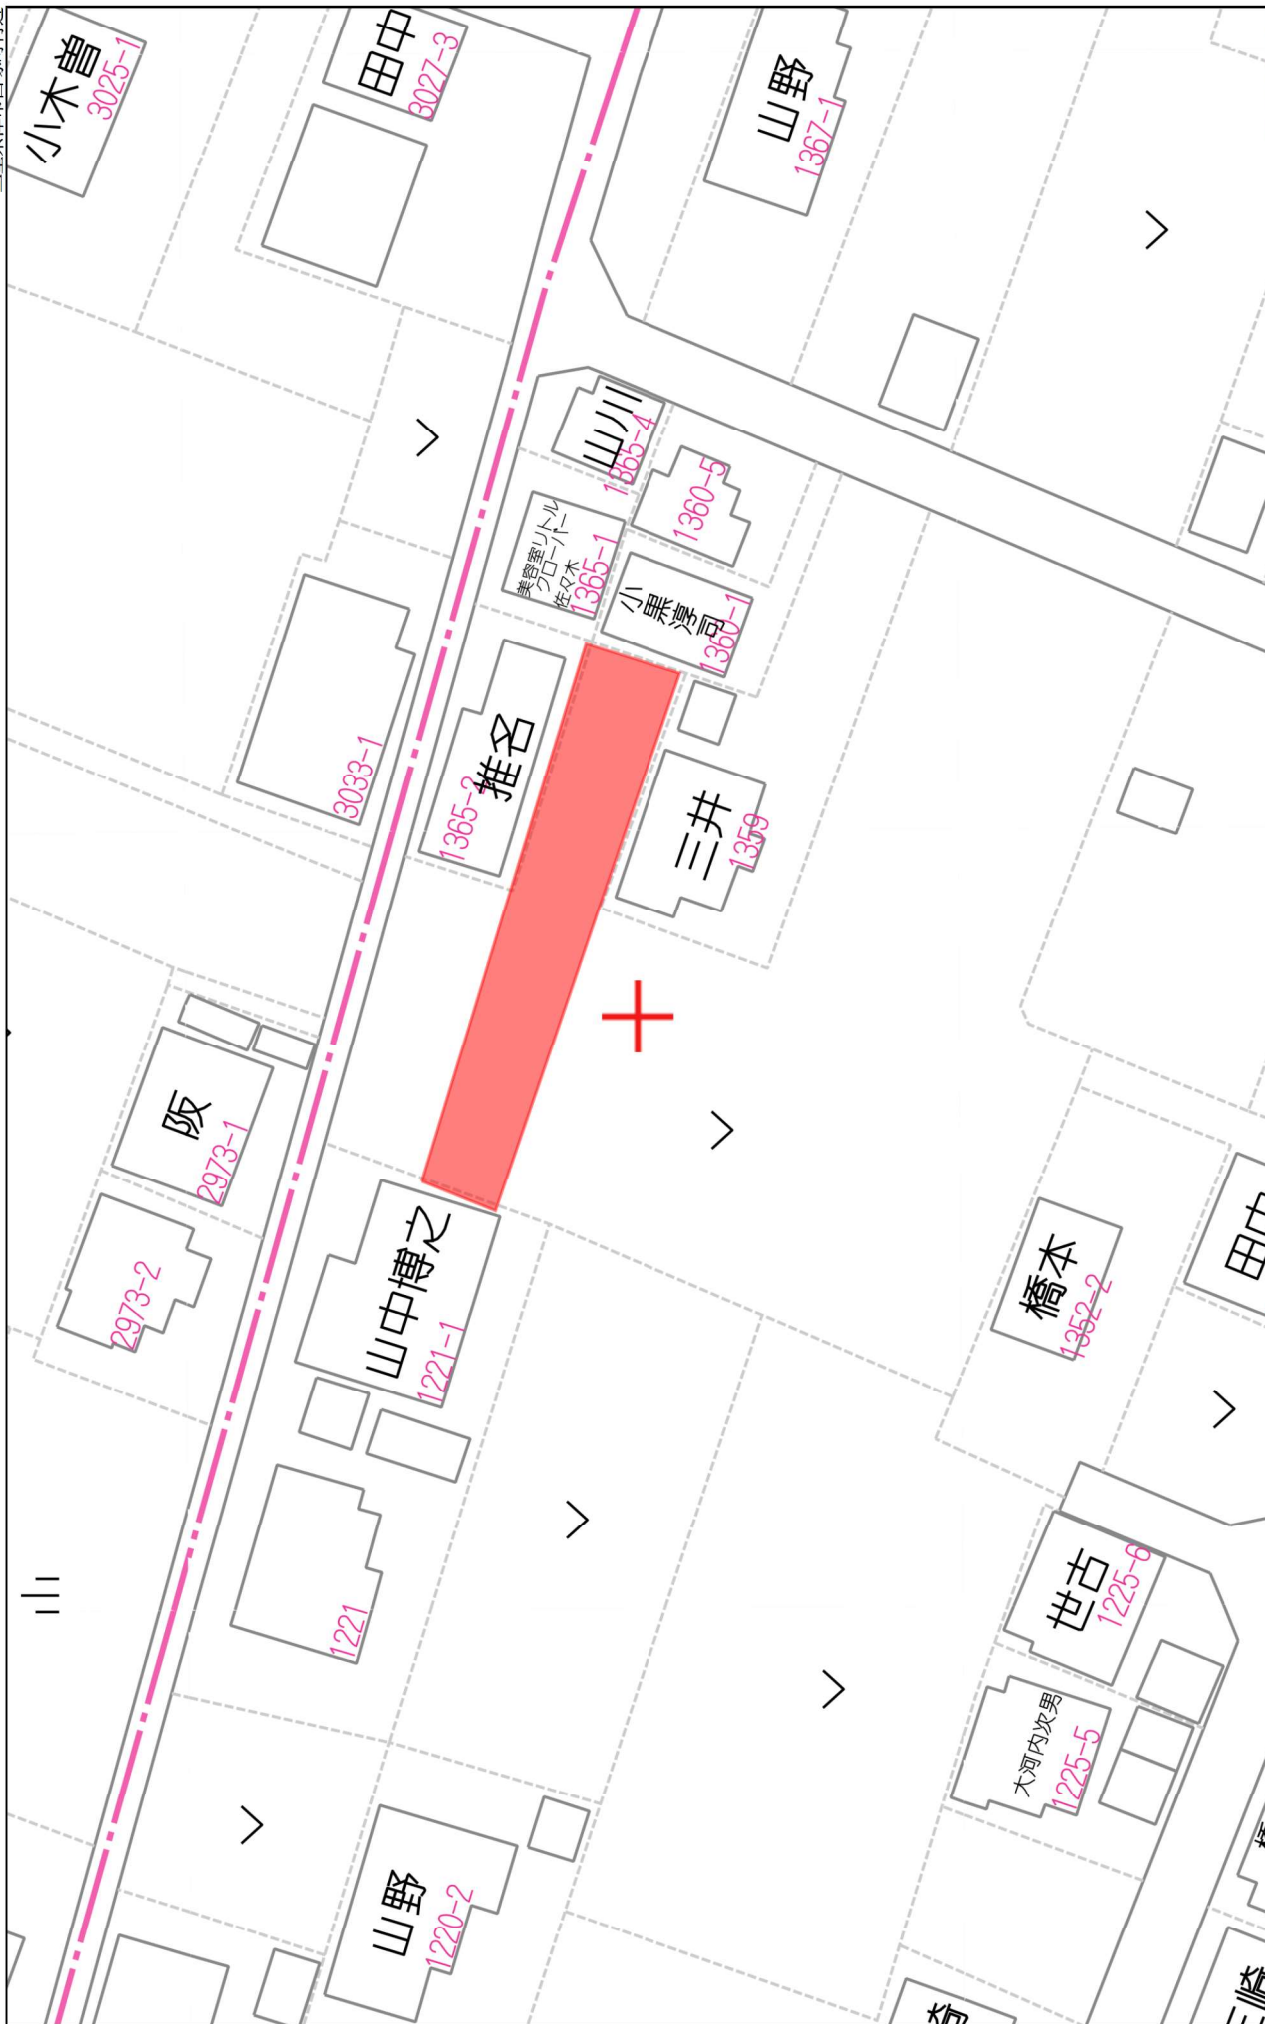 小木曽
3025-1
田中
3027-3
山野
1367-1
山川
1365-4
1360-5
美容室リトル
クローバー
佐々木
1365-1
小黒淳司
1360-1
3033-1
椎名
1365-2
三井
1359
阪
2973-1
2973-2
山中博之
1221-1
橋本
1352-2
田中
1221
世古
1225-6
大河内次男
1225-5
山野
1220-2